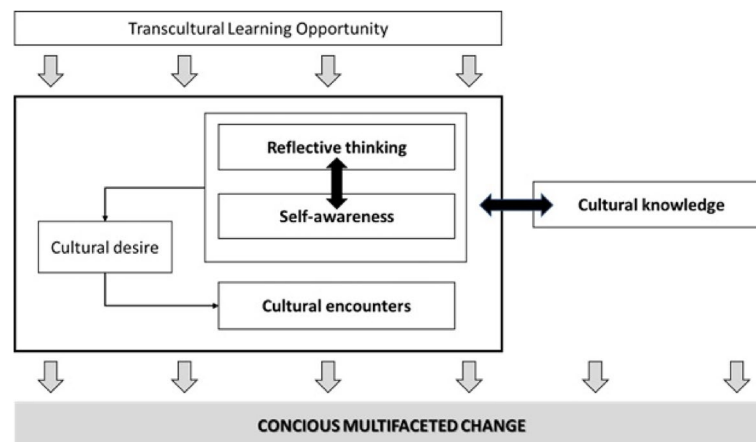 Transcultural Learning Opportunity
Reflective thinking
Self-awareness
Cultural knowledge
Cultural desire
Cultural encounters
CONCIOUS MULTIFACETED CHANGE